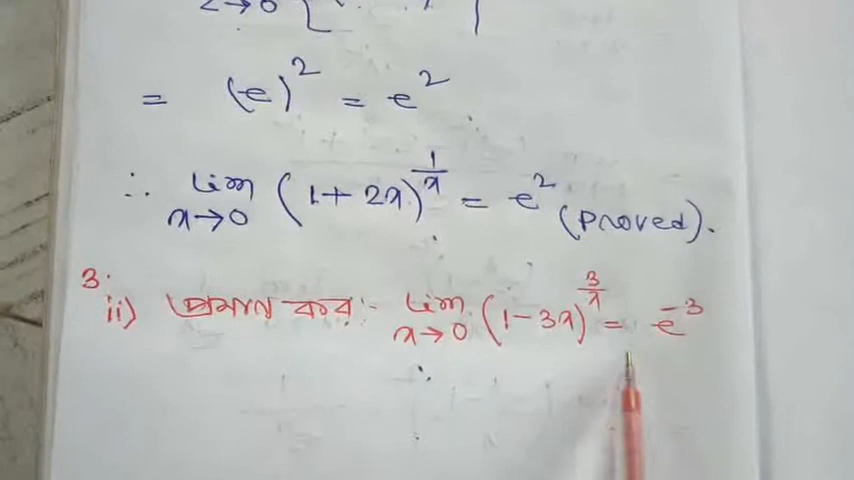 z→0
= (e)² = e²
∴ lim x→0 (1+2x)^(1/x) = e² (Proved).
3.
ii) প্রমাণ কর:- lim x→0 (1-3x)^(3/x) = e^-3